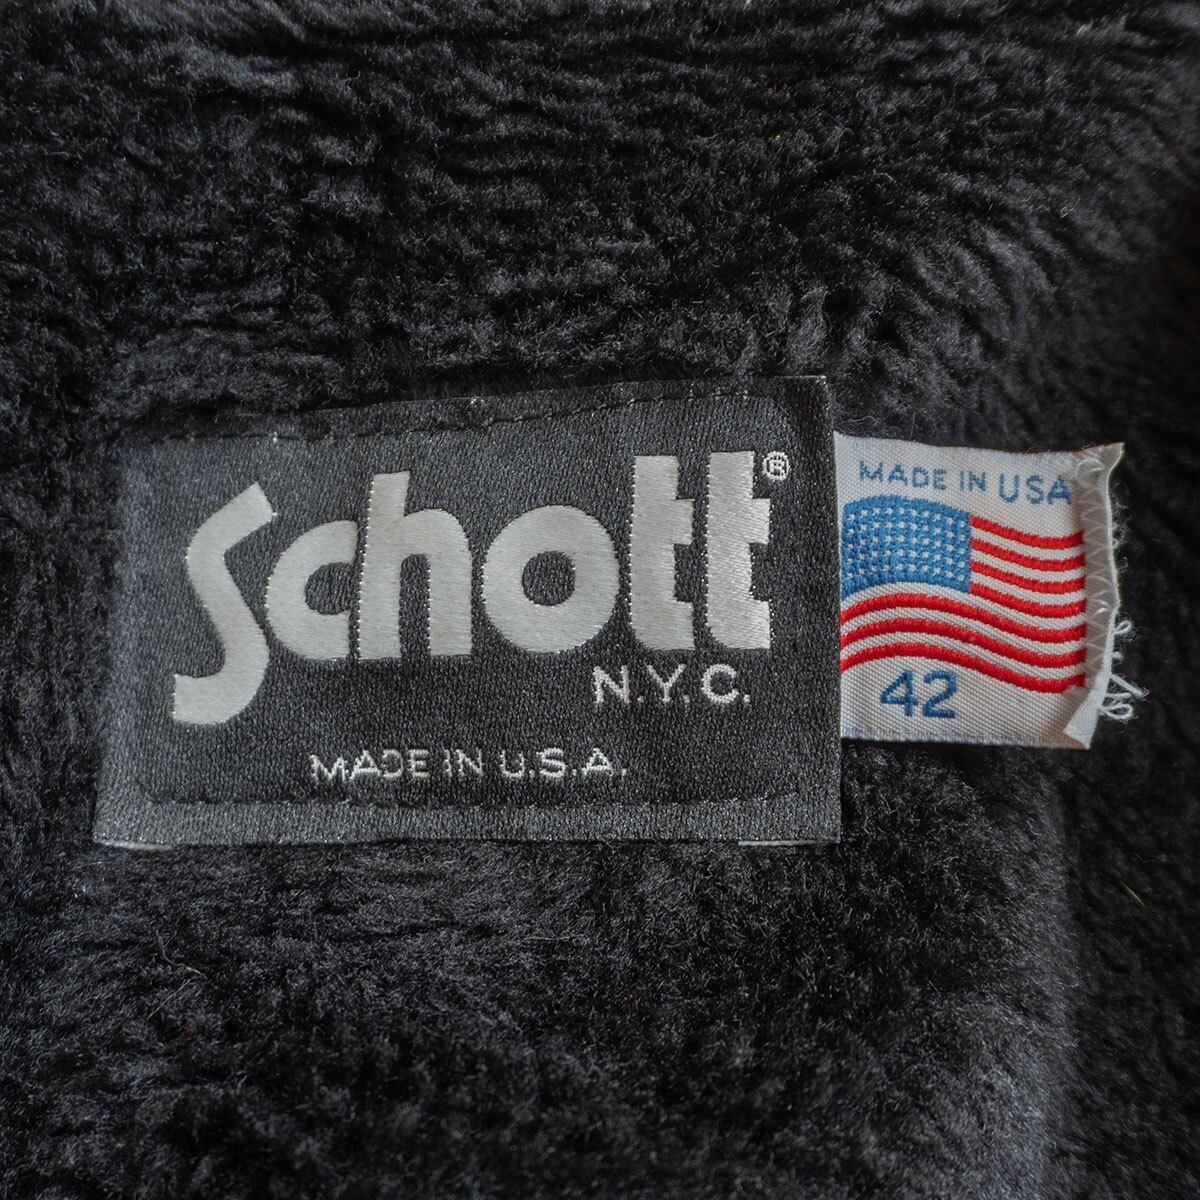 Schott®
N.Y.C.
MADE IN U.S.A.
MADE IN USA
42